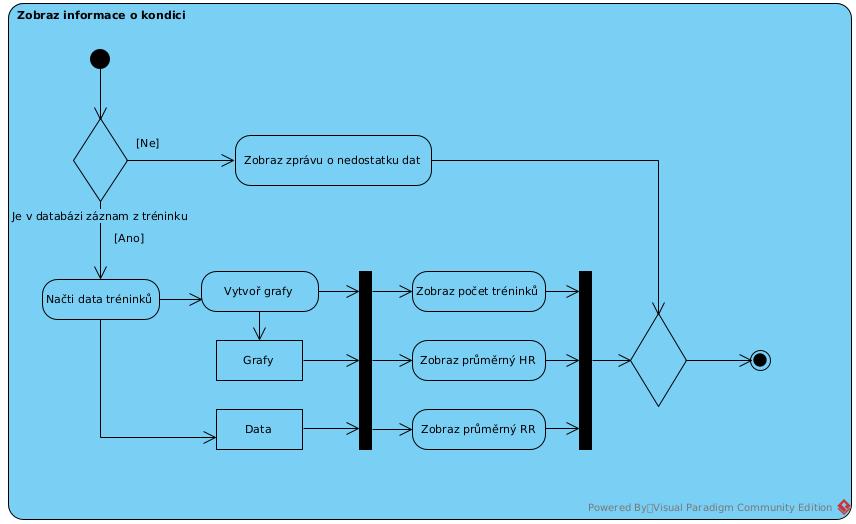 Zobraz informace o kondici
[Ne]
Zobraz zprávu o nedostatku dat
Je v databázi záznam z tréninku
[Ano]
Načti data tréninků
Vytvoř grafy
Zobraz počet tréninků
Grafy
Zobraz průměrný HR
Data
Zobraz průměrný RR
Powered By Visual Paradigm Community Edition